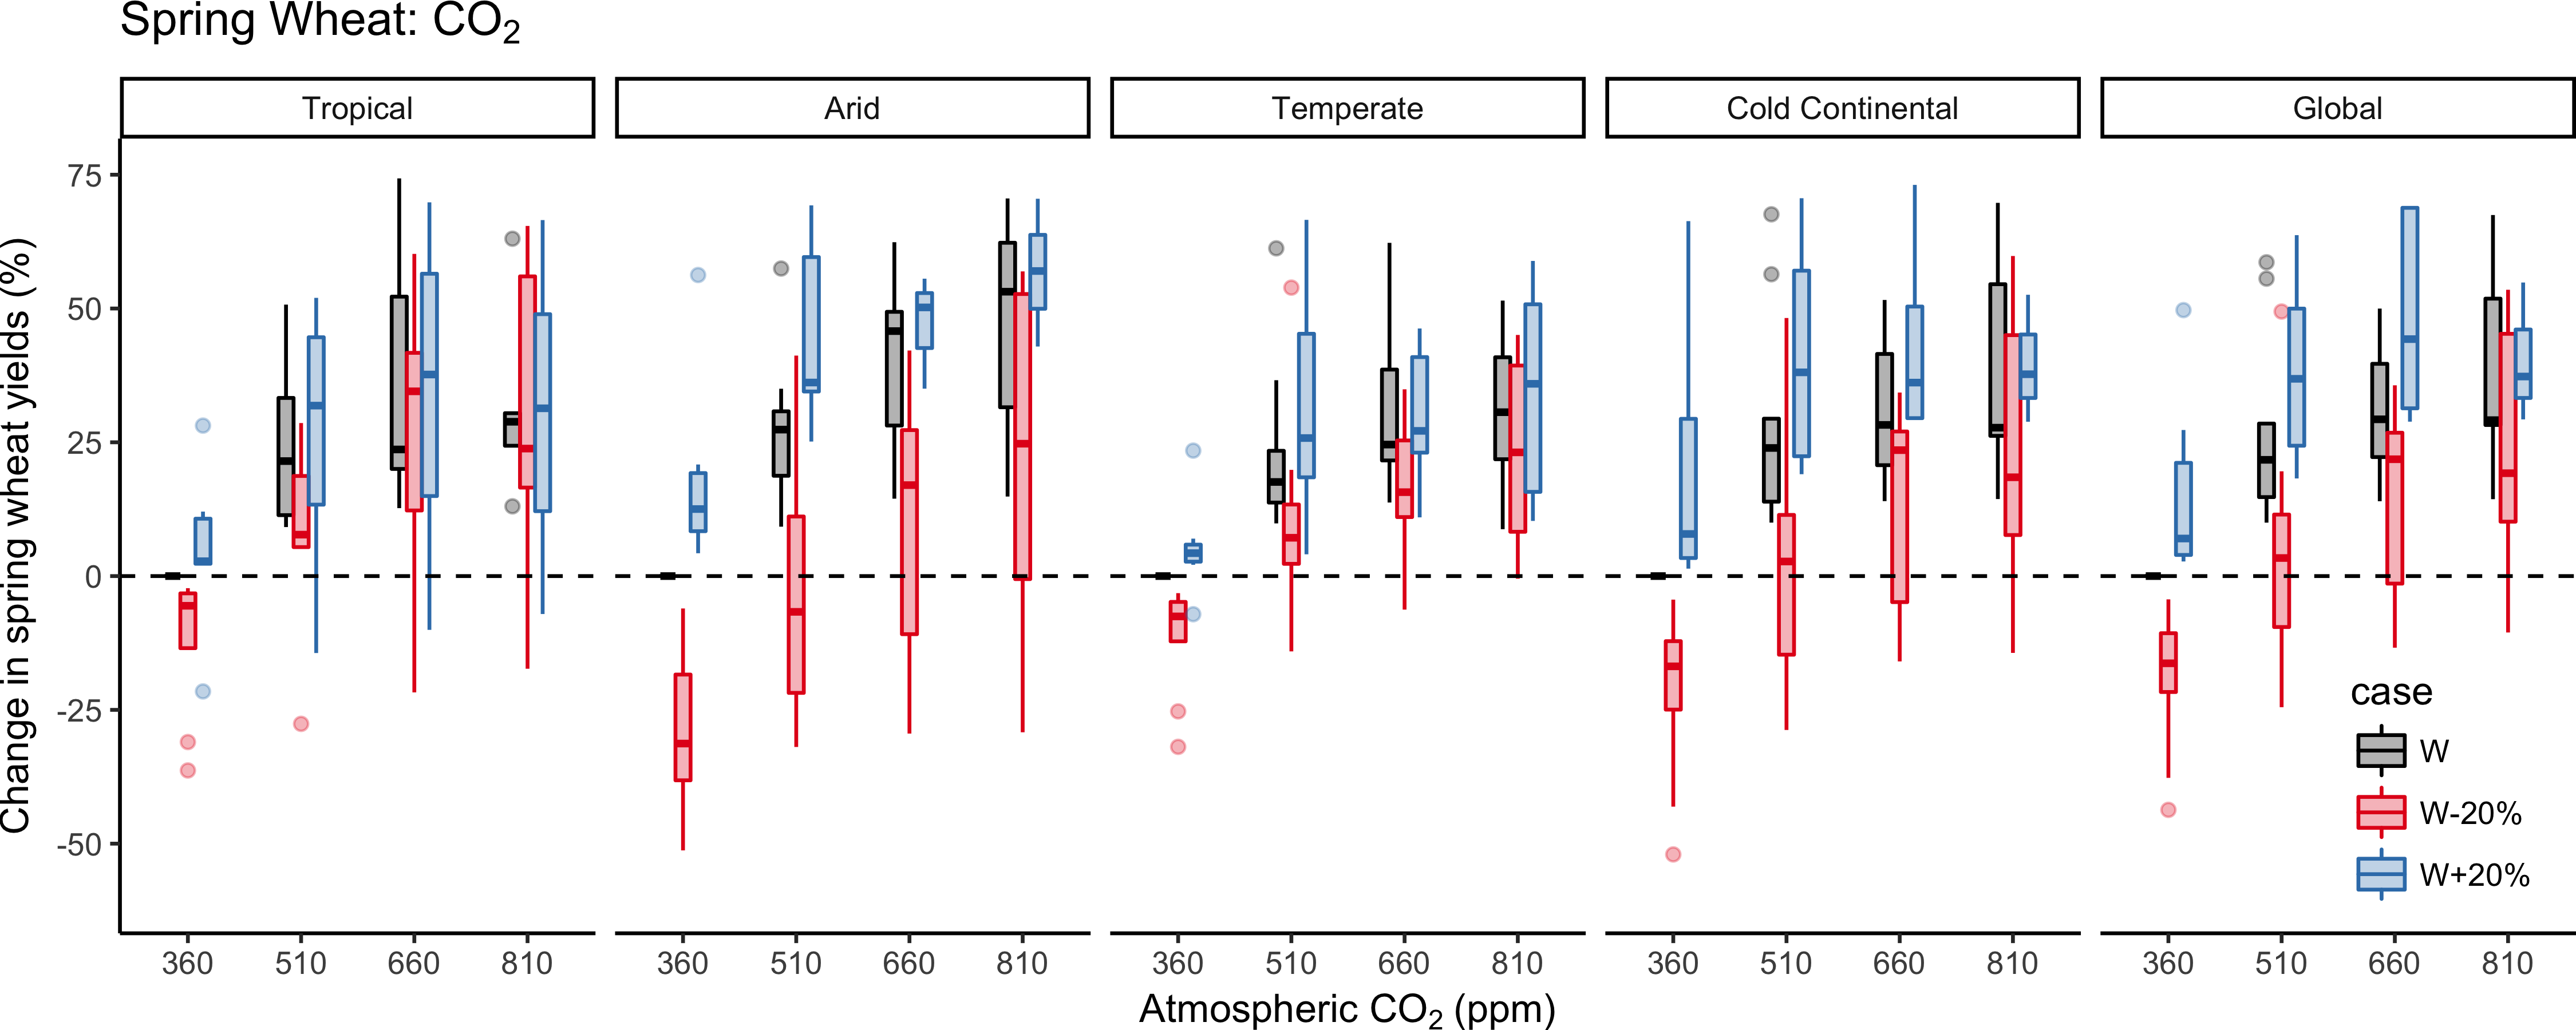 Spring Wheat: CO₂
Tropical Arid Temperate Cold Continental Global
Change in spring wheat yields (%)
75
50
25
0
-25
-50
case
W
W-20%
W+20%
360 510 660 810 360 510 660 810 360 510 660 810 360 510 660 810 360 510 660 810
Atmospheric CO₂ (ppm)